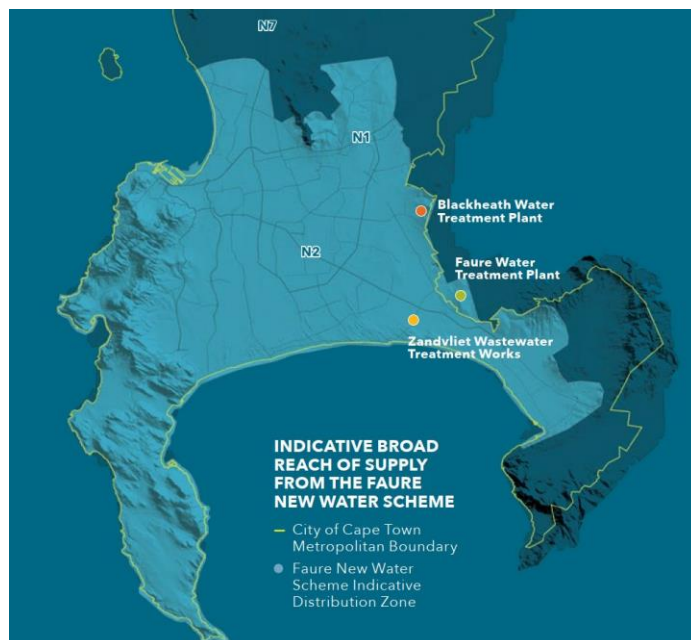 N7
N1
Blackheath Water
Treatment Plant
N2
Faure Water
Treatment Plant
Zandvliet Wastewater
Treatment Works
INDICATIVE BROAD
REACH OF SUPPLY
FROM THE FAURE
NEW WATER SCHEME
City of Cape Town
Metropolitan Boundary
Faure New Water
Scheme Indicative
Distribution Zone